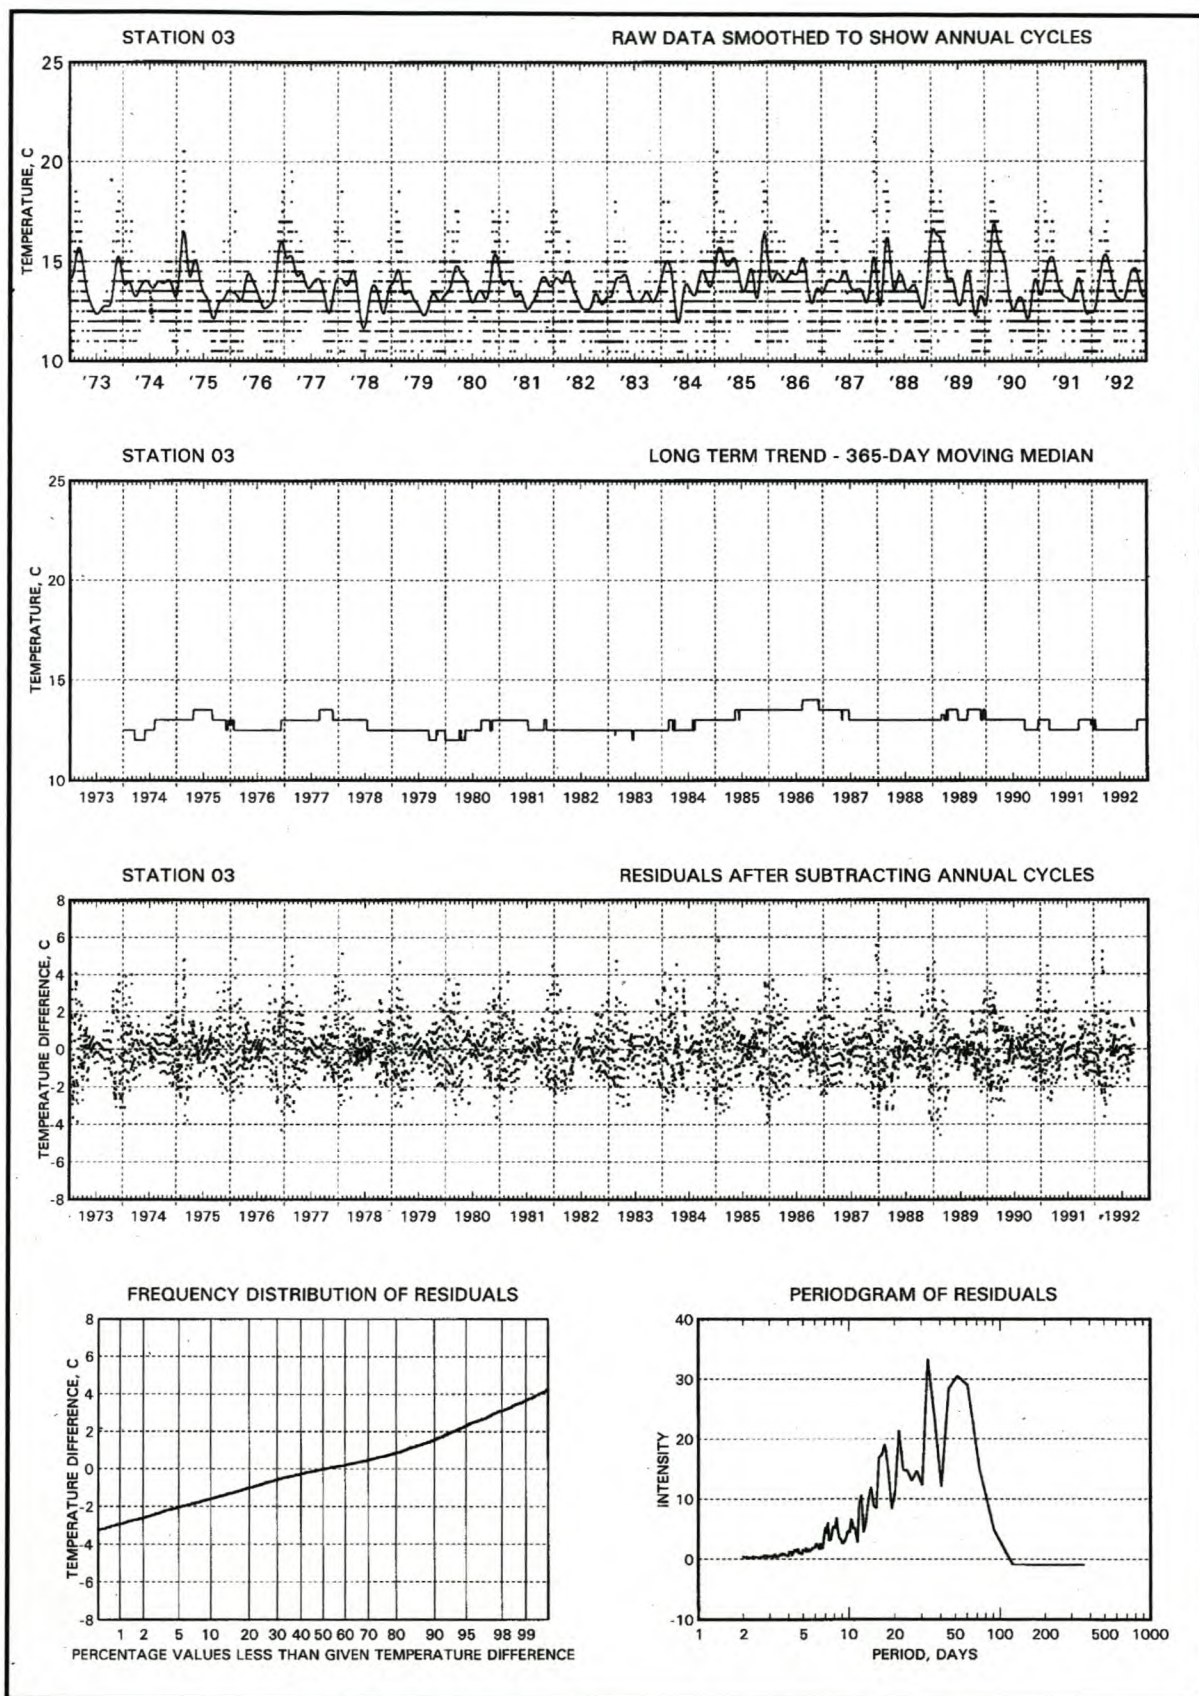 STATION 03 RAW DATA SMOOTHED TO SHOW ANNUAL CYCLES
TEMPERATURE, C
25
20
15
10
'73 '74 '75 '76 '77 '78 '79 '80 '81 '82 '83 '84 '85 '86 '87 '88 '89 '90 '91 '92
STATION 03 LONG TERM TREND - 365-DAY MOVING MEDIAN
TEMPERATURE, C
25
20
15
10
1973 1974 1975 1976 1977 1978 1979 1980 1981 1982 1983 1984 1985 1986 1987 1988 1989 1990 1991 1992
STATION 03 RESIDUALS AFTER SUBTRACTING ANNUAL CYCLES
TEMPERATURE DIFFERENCE, C
8
6
4
2
0
-2
-4
-6
-8
1973 1974 1975 1976 1977 1978 1979 1980 1981 1982 1983 1984 1985 1986 1987 1988 1989 1990 1991 1992
FREQUENCY DISTRIBUTION OF RESIDUALS
TEMPERATURE DIFFERENCE, C
8
6
4
2
0
-2
-4
-6
-8
1 2 5 10 20 30 40 50 60 70 80 90 95 98 99
PERCENTAGE VALUES LESS THAN GIVEN TEMPERATURE DIFFERENCE
PERIODGRAM OF RESIDUALS
INTENSITY
40
30
20
10
0
-10
1 2 5 10 20 50 100 200 500 1000
PERIOD, DAYS